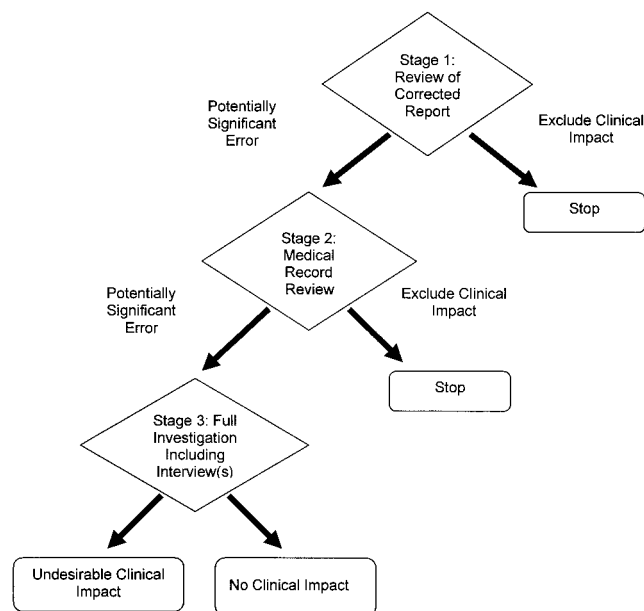 Stage 1:
Review of
Corrected
Report
Potentially
Significant
Error
Exclude Clinical
Impact
Stop
Stage 2:
Medical
Record
Review
Potentially
Significant
Error
Exclude Clinical
Impact
Stop
Stage 3: Full
Investigation
Including
Interview(s)
Undesirable Clinical
Impact
No Clinical Impact